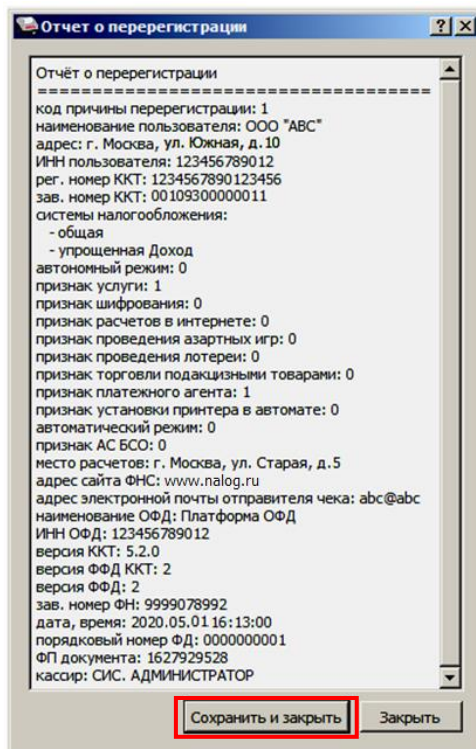 Отчет о перерегистрации
Отчёт о перерегистрации
=====================================
код причины перерегистрации: 1
наименование пользователя: ООО "АВС"
адрес: г. Москва, ул. Южная, д.10
ИНН пользователя: 123456789012
рег. номер ККТ: 1234567890123456
зав. номер ККТ: 00109300000011
системы налогообложения:
- общая
- упрощенная Доход
автономный режим: 0
признак услуги: 1
признак шифрования: 0
признак расчетов в интернете: 0
признак проведения азартных игр: 0
признак проведения лотереи: 0
признак торговли подакцизными товарами: 0
признак платежного агента: 1
признак установки принтера в автомате: 0
автоматический режим: 0
признак АС БСО: 0
место расчетов: г. Москва, ул. Старая, д.5
адрес сайта ФНС: www.nalog.ru
адрес электронной почты отправителя чека: abc@abc
наименование ОФД: Платформа ОФД
ИНН ОФД: 123456789012
версия ККТ: 5.2.0
версия ФФД ККТ: 2
версия ФФД: 2
зав. номер ФН: 9999078992
дата, время: 2020.05.01 16:13:00
порядковый номер ФД: 0000000001
ФП документа: 1627929528
кассир: СИС. АДМИНИСТРАТОР
Сохранить и закрыть Закрыть